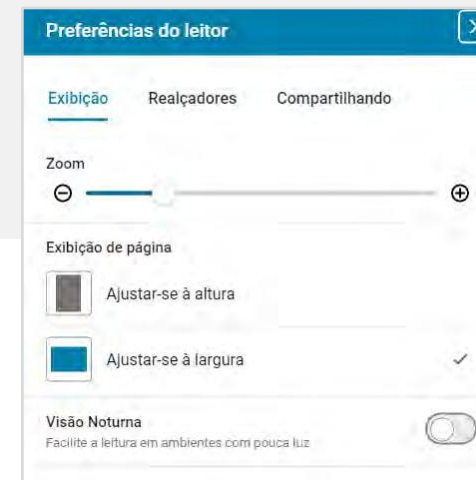 Preferências do leitor
Exibição Realçadores Compartilhando
Zoom
Exibição de página
Ajustar-se à altura
Ajustar-se à largura
Visão Noturna
Facilite a leitura em ambientes com pouca luz